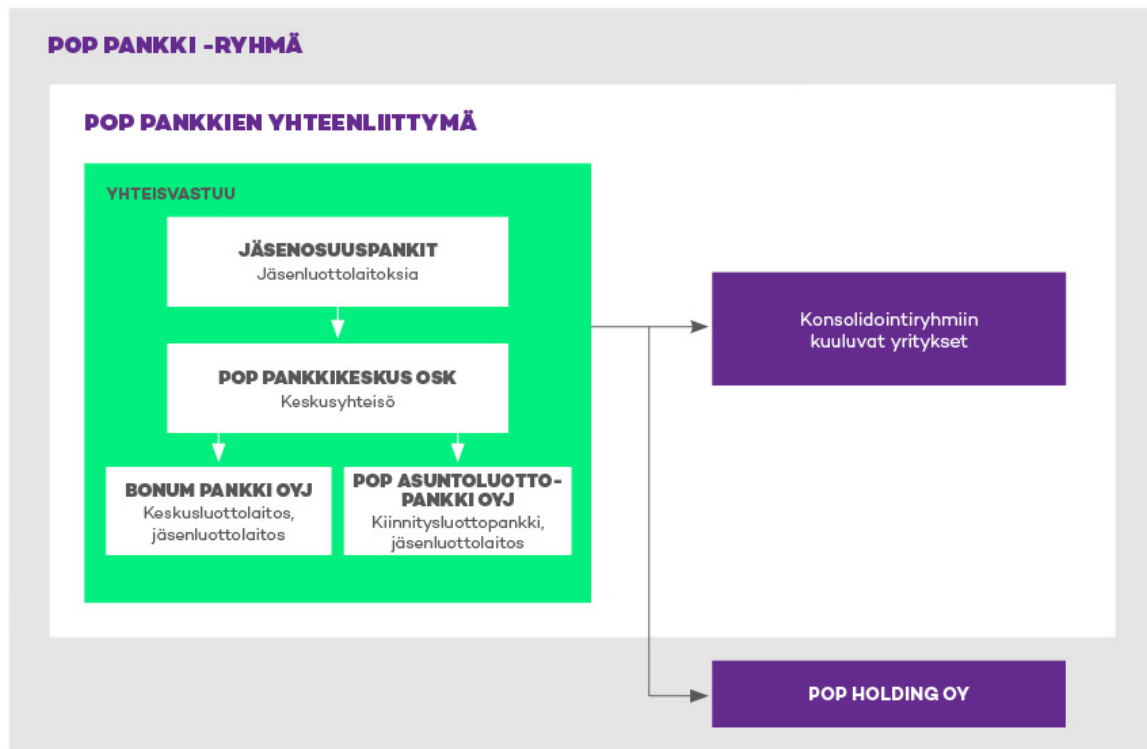 POP PANKKI -RYHMÄ
POP PANKKIEN YHTEENLIITTYMÄ
YHTEISVASTUU
JÄSENOSUUSPANKIT
Jäsenluottolaitoksia
POP PANKKIKESKUS OSK
Keskusyhteisö
BONUM PANKKI OYJ
Keskusluottolaitos,
jäsenluottolaitos
POP ASUNTOLUOTTO-
PANKKI OYJ
Kiinnitysluottopankki,
jäsenluottolaitos
Konsolidointiryhmiin
kuuluvat yritykset
POP HOLDING OY